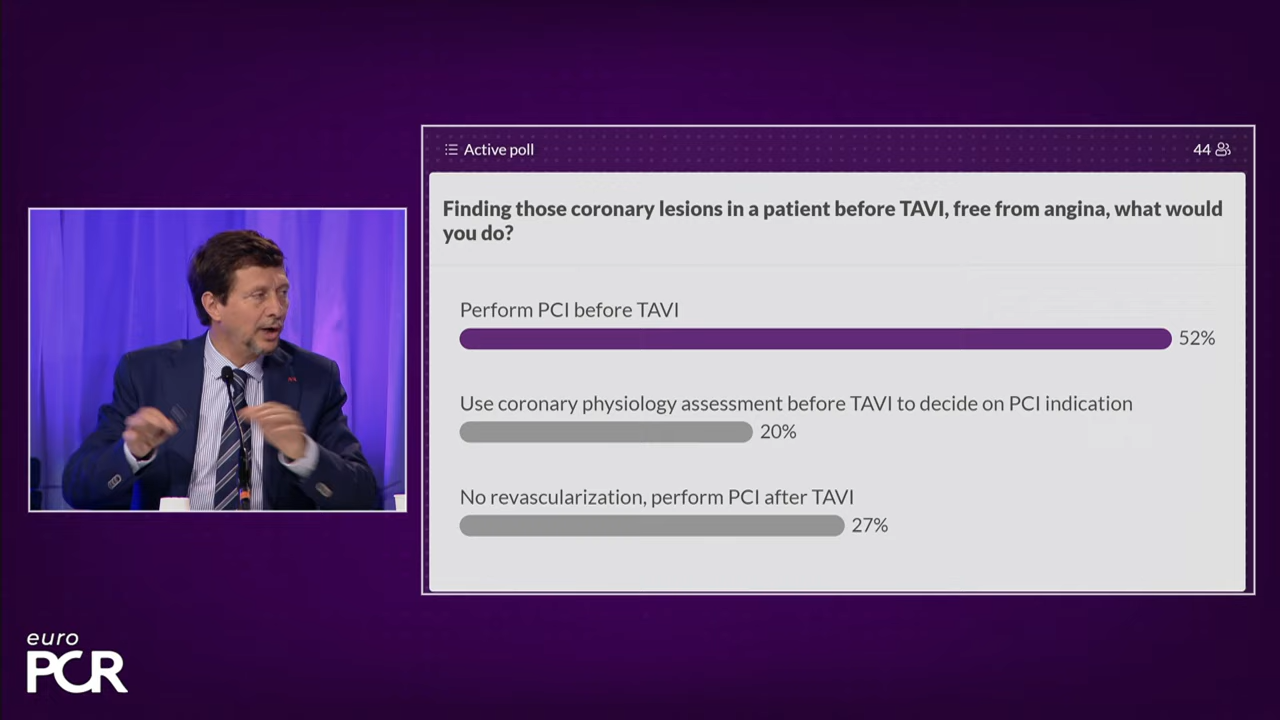 Active poll
44
Finding those coronary lesions in a patient before TAVI, free from angina, what would
you do?
Perform PCI before TAVI
52%
Use coronary physiology assessment before TAVI to decide on PCI indication
20%
No revascularization, perform PCI after TAVI
27%
euro
PCR